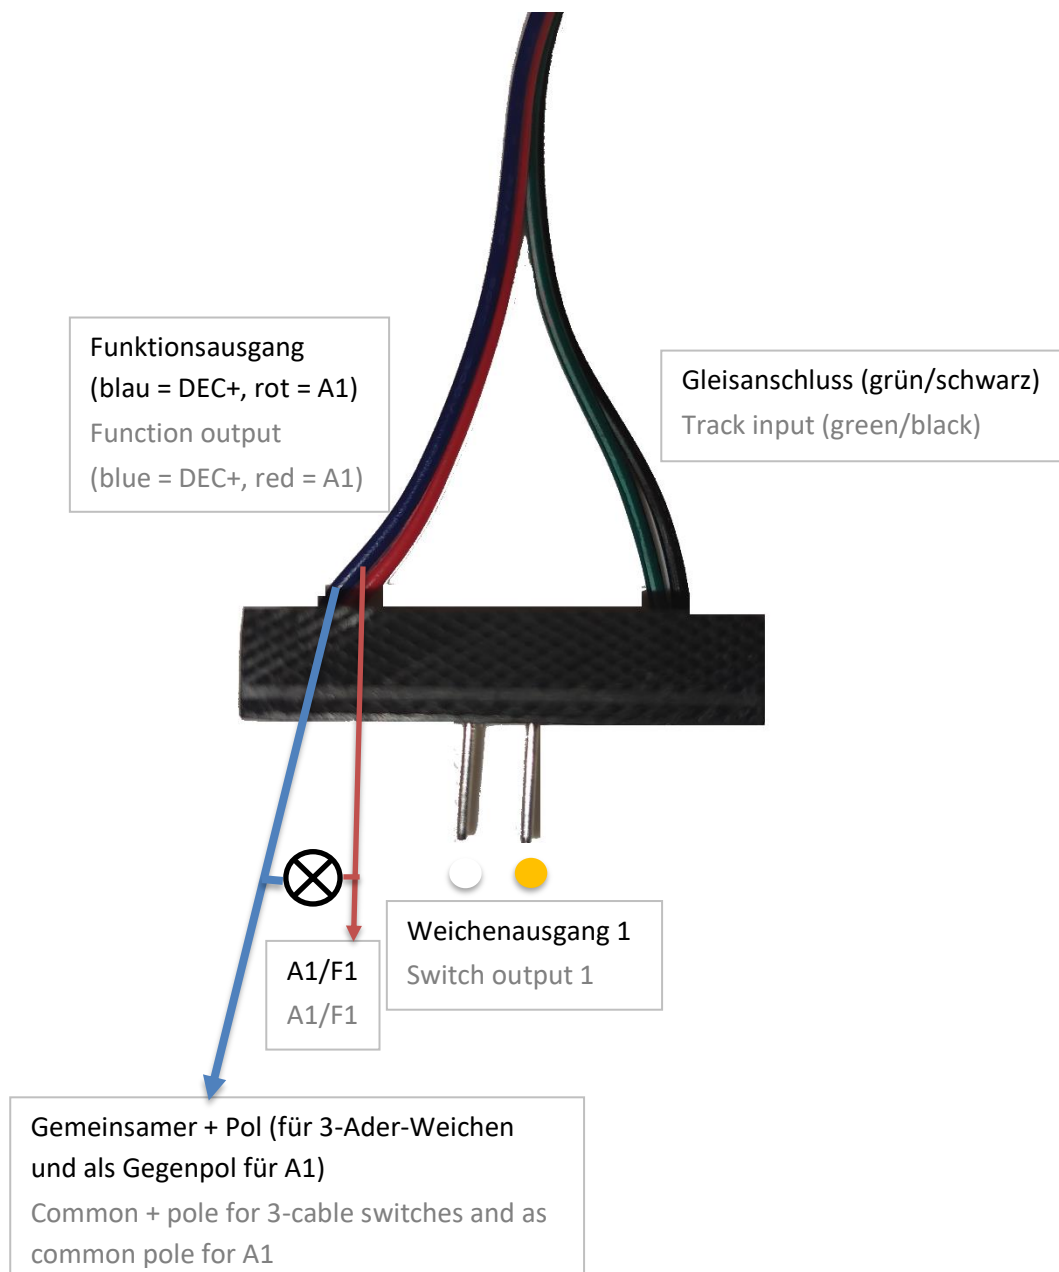 Funktionsausgang
(blau = DEC+, rot = A1)
Function output
(blue = DEC+, red = A1)
Gleisanschluss (grün/schwarz)
Track input (green/black)
Weichenausgang 1
Switch output 1
A1/F1
A1/F1
Gemeinsamer + Pol (für 3-Ader-Weichen
und als Gegenpol für A1)
Common + pole for 3-cable switches and as
common pole for A1